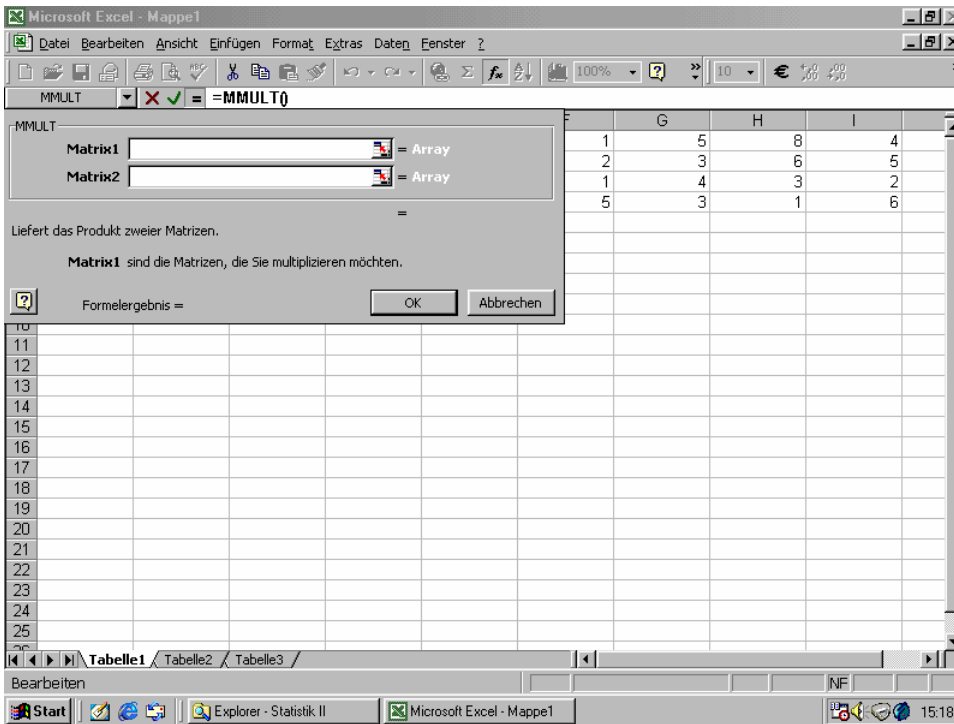 Microsoft Excel - Mappe1
Datei Bearbeiten Ansicht Einfügen Format Extras Daten Fenster ?
100% 10 €
MMULT = =MMULT()
MMULT
Matrix1 = Array
Matrix2 = Array
=
Liefert das Produkt zweier Matrizen.
Matrix1 sind die Matrizen, die Sie multiplizieren möchten.
Formelergebnis =
OK Abbrechen
F G H I
1 5 8 4
2 3 6 5
1 4 3 2
5 3 1 6
10
11
12
13
14
15
16
17
18
19
20
21
22
23
24
25
Tabelle1 Tabelle2 Tabelle3
Bearbeiten NF
Start Explorer - Statistik II Microsoft Excel - Mappe1 15:18